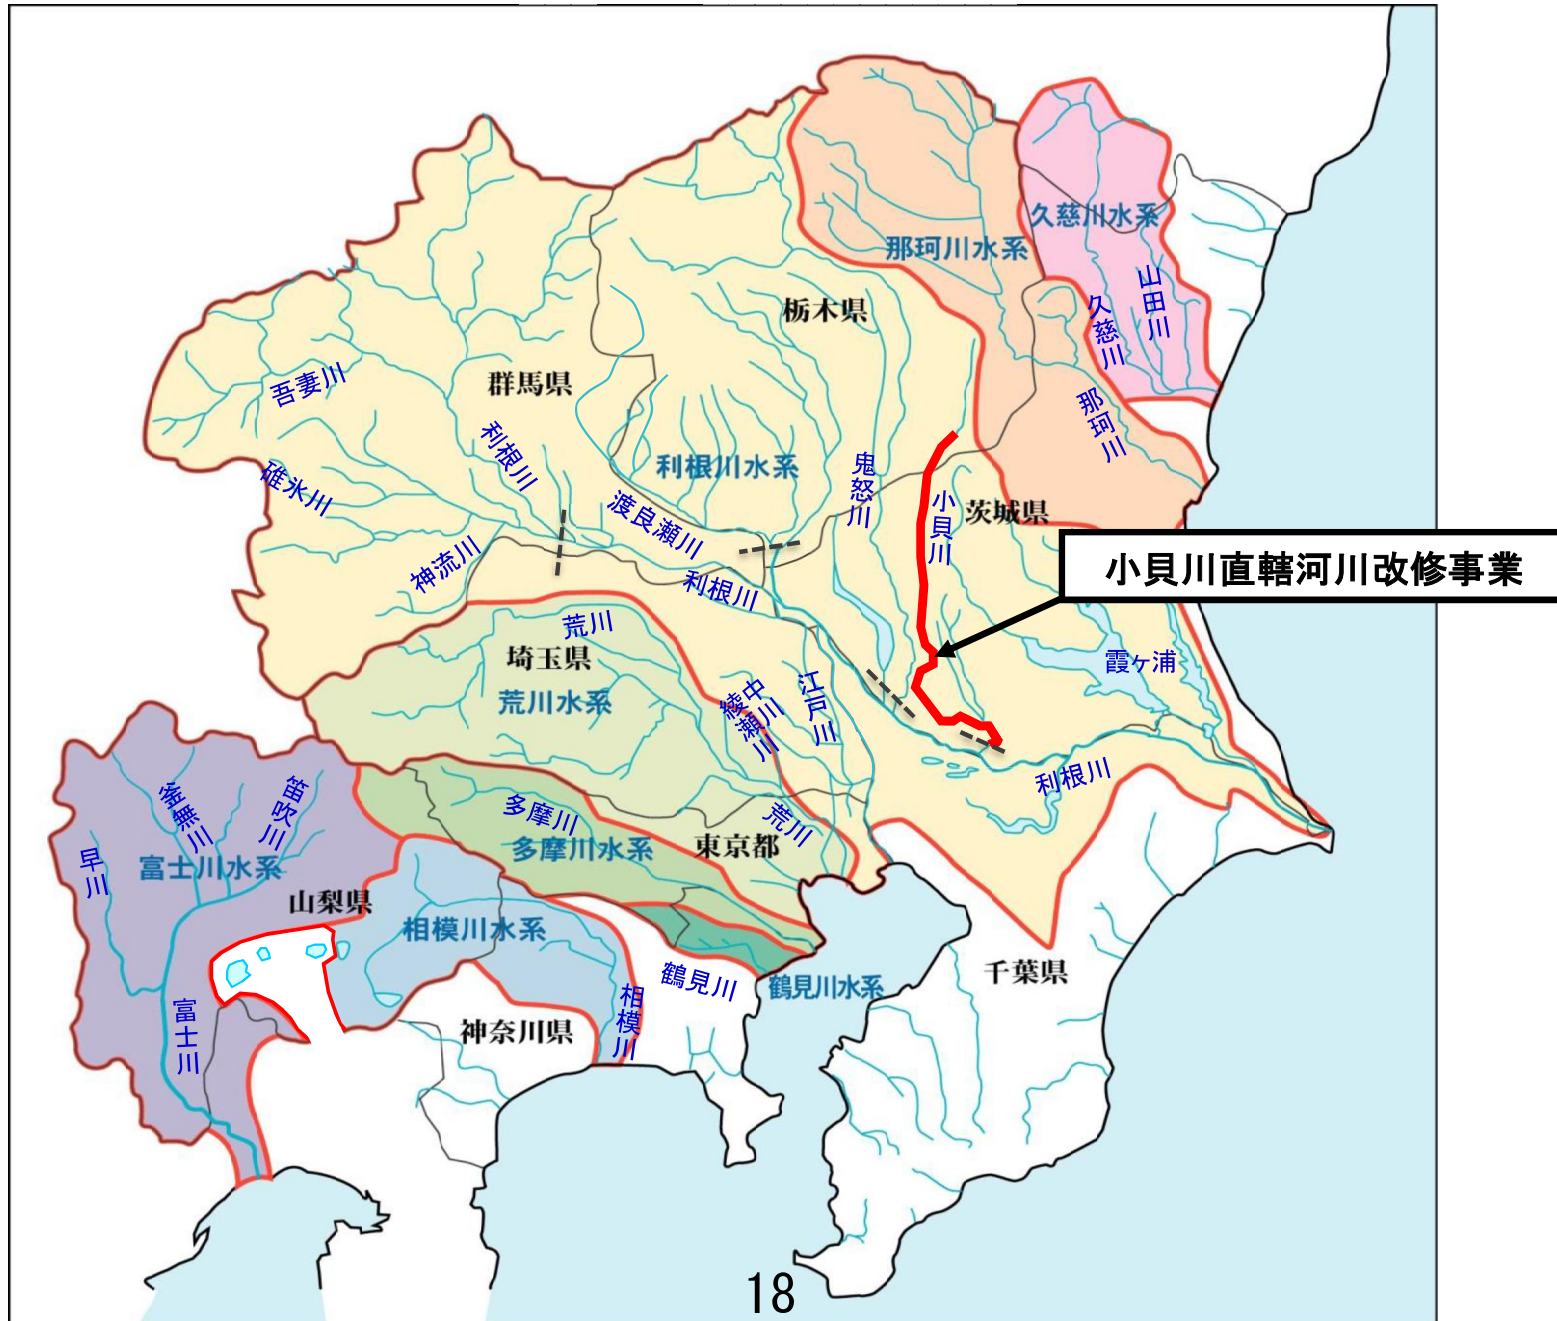 久慈川水系
那珂川水系
山田川
久慈川
栃木県
吾妻川
群馬県
那珂川
利根川
利根川水系
鬼怒川
碓氷川
小貝川
茨城県
渡良瀬川
小貝川直轄河川改修事業
神流川
利根川
荒川
埼玉県
霞ヶ浦
荒川水系
綾瀬川
中川
江戸川
利根川
釜無川
笛吹川
多摩川
荒川
早川
富士川水系
多摩川水系
東京都
山梨県
相模川水系
鶴見川
鶴見川水系
千葉県
富士川
相模川
神奈川県
18